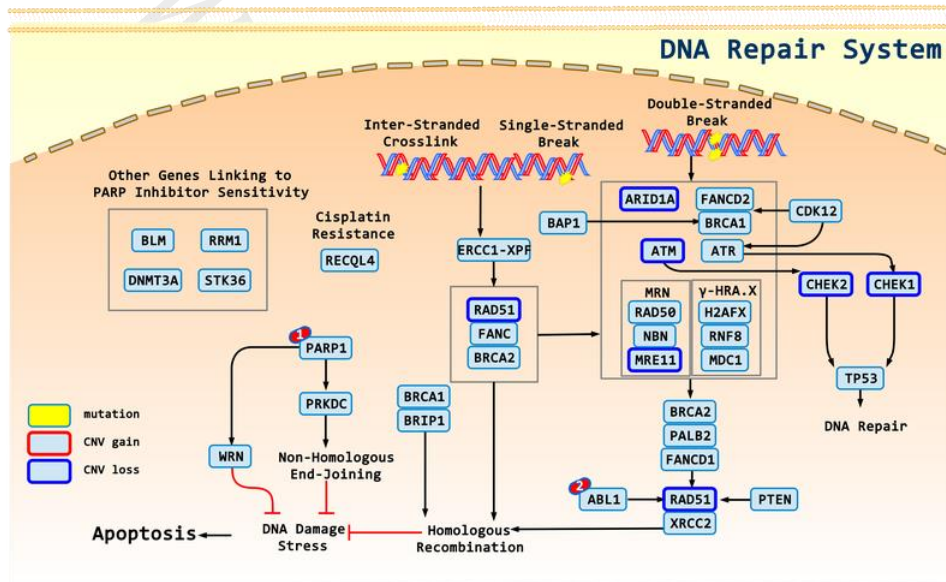 DNA Repair System
Double-Stranded
Break
Inter-Stranded
Crosslink
Single-Stranded
Break
Other Genes Linking to
PARP Inhibitor Sensitivity
BLM
RRM1
DNMT3A
STK36
Cisplatin
Resistance
RECQL4
ERCC1-XPF
BAP1
ARID1A
FANCD2
BRCA1
CDK12
ATM
ATR
CHEK2
CHEK1
RAD51
FANC
BRCA2
MRN
RAD50
NBN
MRE11
γ-HRA.X
H2AFX
RNF8
MDC1
TP53
DNA Repair
1
PARP1
PRKDC
WRN
Non-Homologous
End-Joining
BRCA1
BRIP1
BRCA2
PALB2
FANCD1
2
ABL1
RAD51
PTEN
XRCC2
mutation
CNV gain
CNV loss
Apoptosis
DNA Damage
Stress
Homologous
Recombination